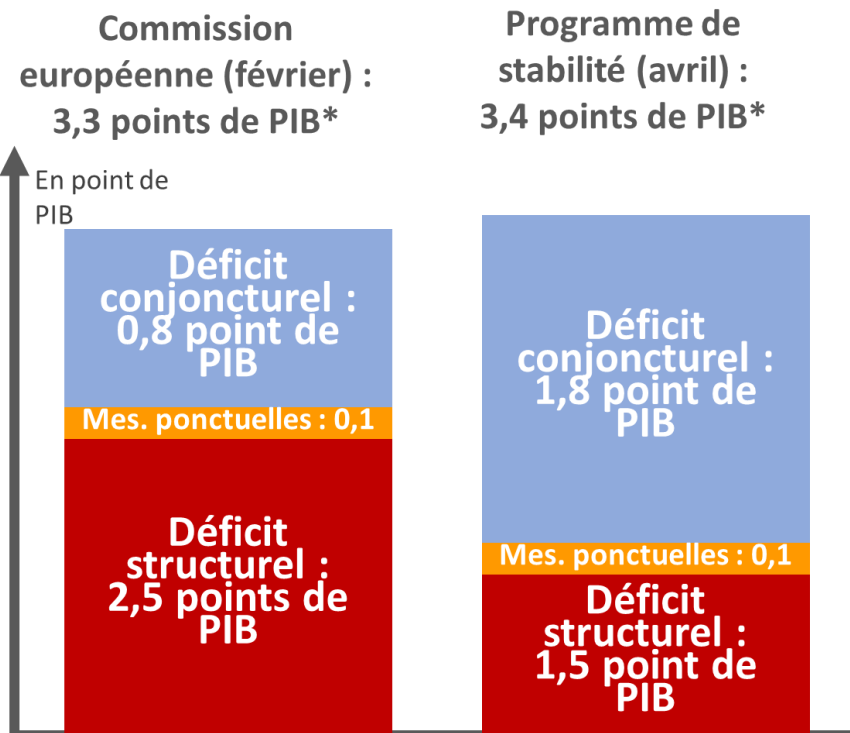 Commission
européenne (février) :
3,3 points de PIB*
Programme de
stabilité (avril) :
3,4 points de PIB*
En point de
PIB
Déficit
conjoncturel :
0,8 point de
PIB
Mes. ponctuelles : 0,1
Déficit
structurel :
2,5 points de
PIB
Déficit
conjoncturel :
1,8 point de
PIB
Mes. ponctuelles : 0,1
Déficit
structurel :
1,5 point de
PIB